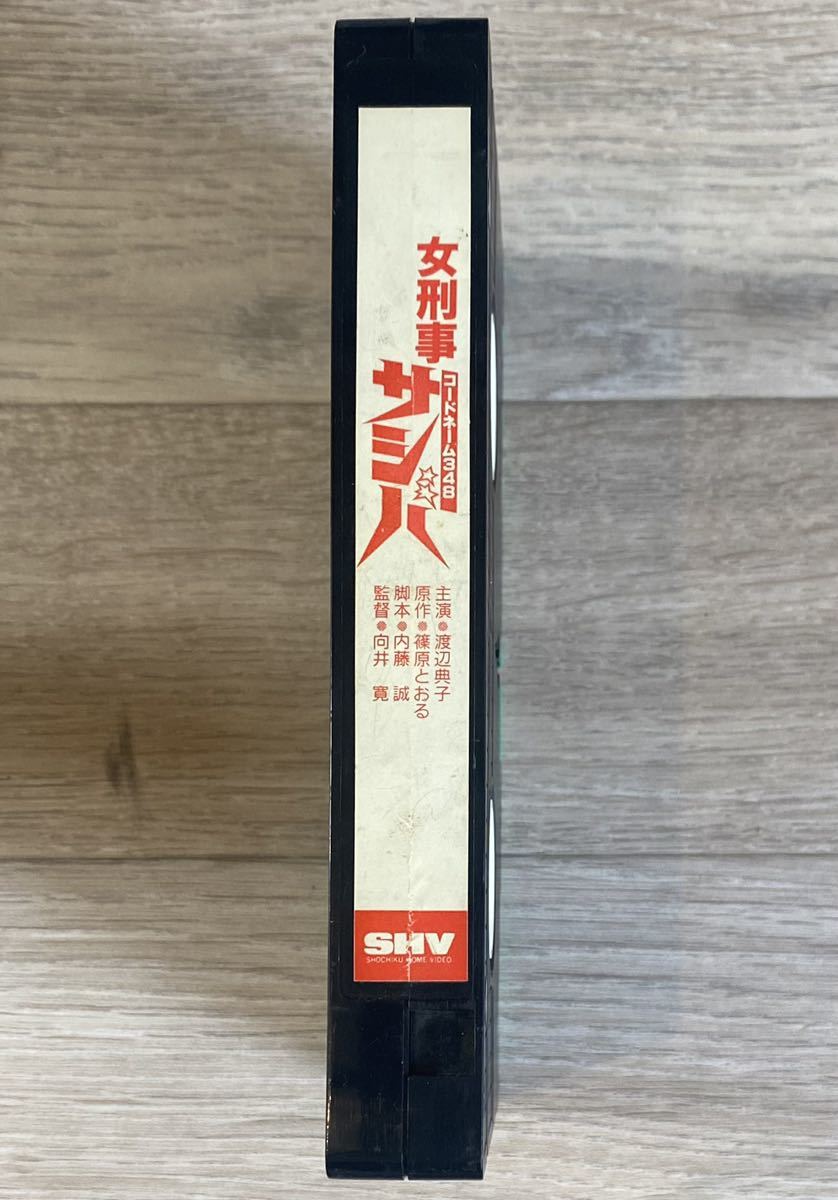 女刑事
コードネーム348
サシバ
主演●渡辺典子
原作●篠原とおる
脚本●内藤 誠
監督●向井 寛
SHV
SHOCHIKU HOME VIDEO